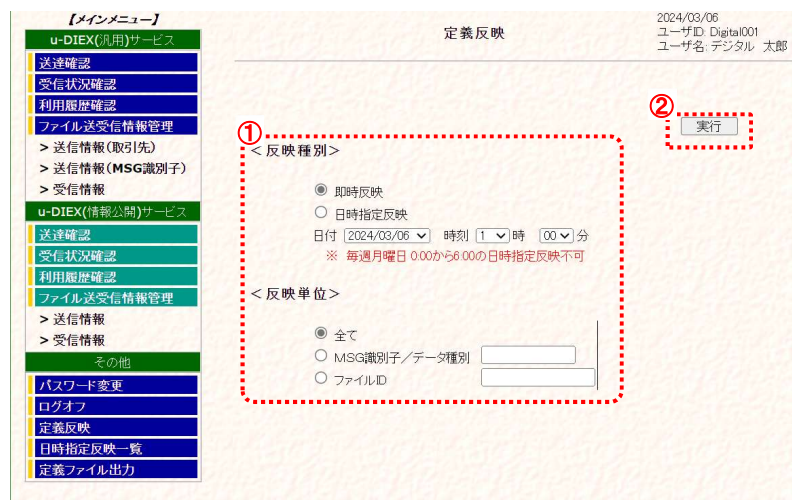 【メインメニュー】
u-DIEX(汎用)サービス
送達確認
受信状況確認
利用履歴確認
ファイル送受信情報管理
> 送信情報(取引先)
> 送信情報(MSG識別子)
> 受信情報
u-DIEX(情報公開)サービス
送達確認
受信状況確認
利用履歴確認
ファイル送受信情報管理
> 送信情報
> 受信情報
その他
パスワード変更
ログオフ
定義反映
日時指定反映一覧
定義ファイル出力
定義反映
2024/03/06
ユーザID: Digital001
ユーザ名: デジタル 太郎
②
実行
①
<反映種別>
即時反映
日時指定反映
日付 2024/03/06 時刻 1 時 00 分
※ 毎週月曜日 0:00から6:00の日時指定反映不可
<反映単位>
全て
MSG識別子/データ種別
ファイルID